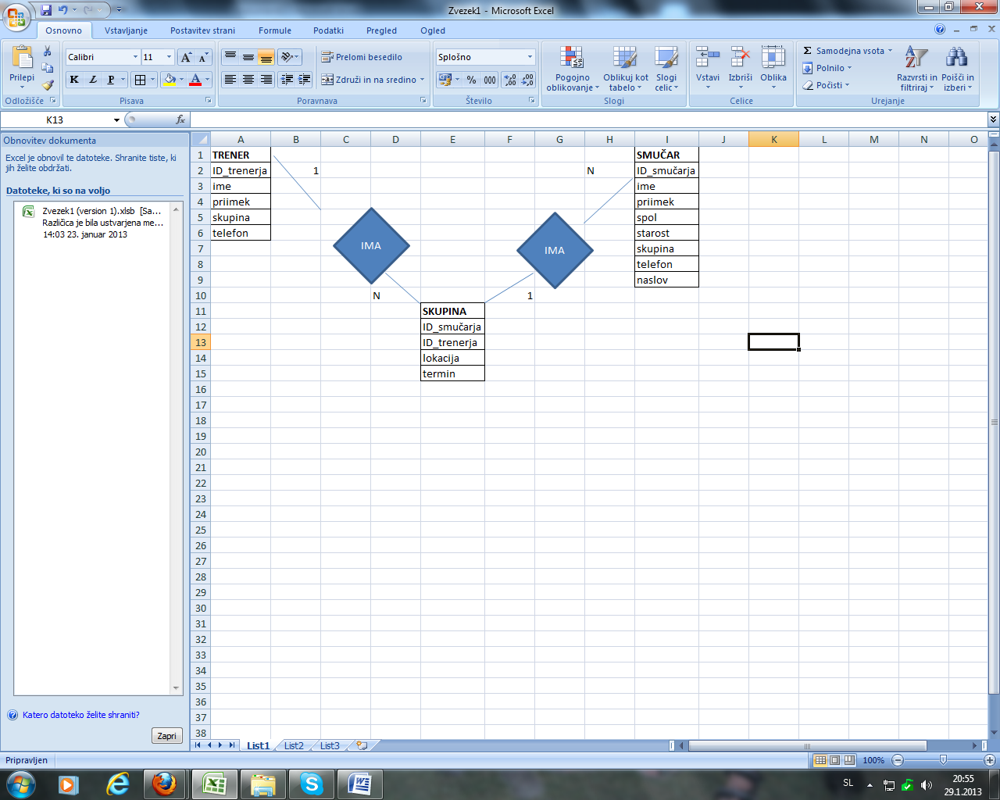 Zvezek1 - Microsoft Excel
Osnovno Vstavljanje Postavitev strani Formule Podatki Pregled Ogled
Prilepi
Odložišče
Calibri 11
K L P
Pisava
Prelomi besedilo
Združi in na sredino
Poravnava
Splošno
% 000
Število
Pogojno oblikovanje
Oblikuj kot tabelo
Slogi celic
Slogi
Vstavi Izbriši Oblika
Celice
Σ Samodejna vsota
Polnilo
Počisti
Razvrsti in filtriraj
Poišči in izberi
Urejanje
K13
fx
Obnovitev dokumenta
Excel je obnovil te datoteke. Shranite tiste, ki
jih želite obdržati.
Datoteke, ki so na voljo
Zvezek1 (version 1).xlsb [Sa...
Različica je bila ustvarjena me...
14:03 23. januar 2013
Katero datoteko želite shraniti?
Zapri
A B C D E F G H I J K L M N O
1 TRENER SMUČAR
2 ID_trenerja 1 N ID_smučarja
3 ime ime
4 priimek priimek
5 skupina spol
6 telefon starost
IMA IMA
7 skupina
8 telefon
9 naslov
10 N 1
11 SKUPINA
12 ID_smučarja
13 ID_trenerja
14 lokacija
15 termin
16
17
18
19
20
21
22
23
24
25
26
27
28
29
30
31
32
33
34
35
36
37
38
List1 List2 List3
Pripravljen 100%
SL 20:55
29.1.2013